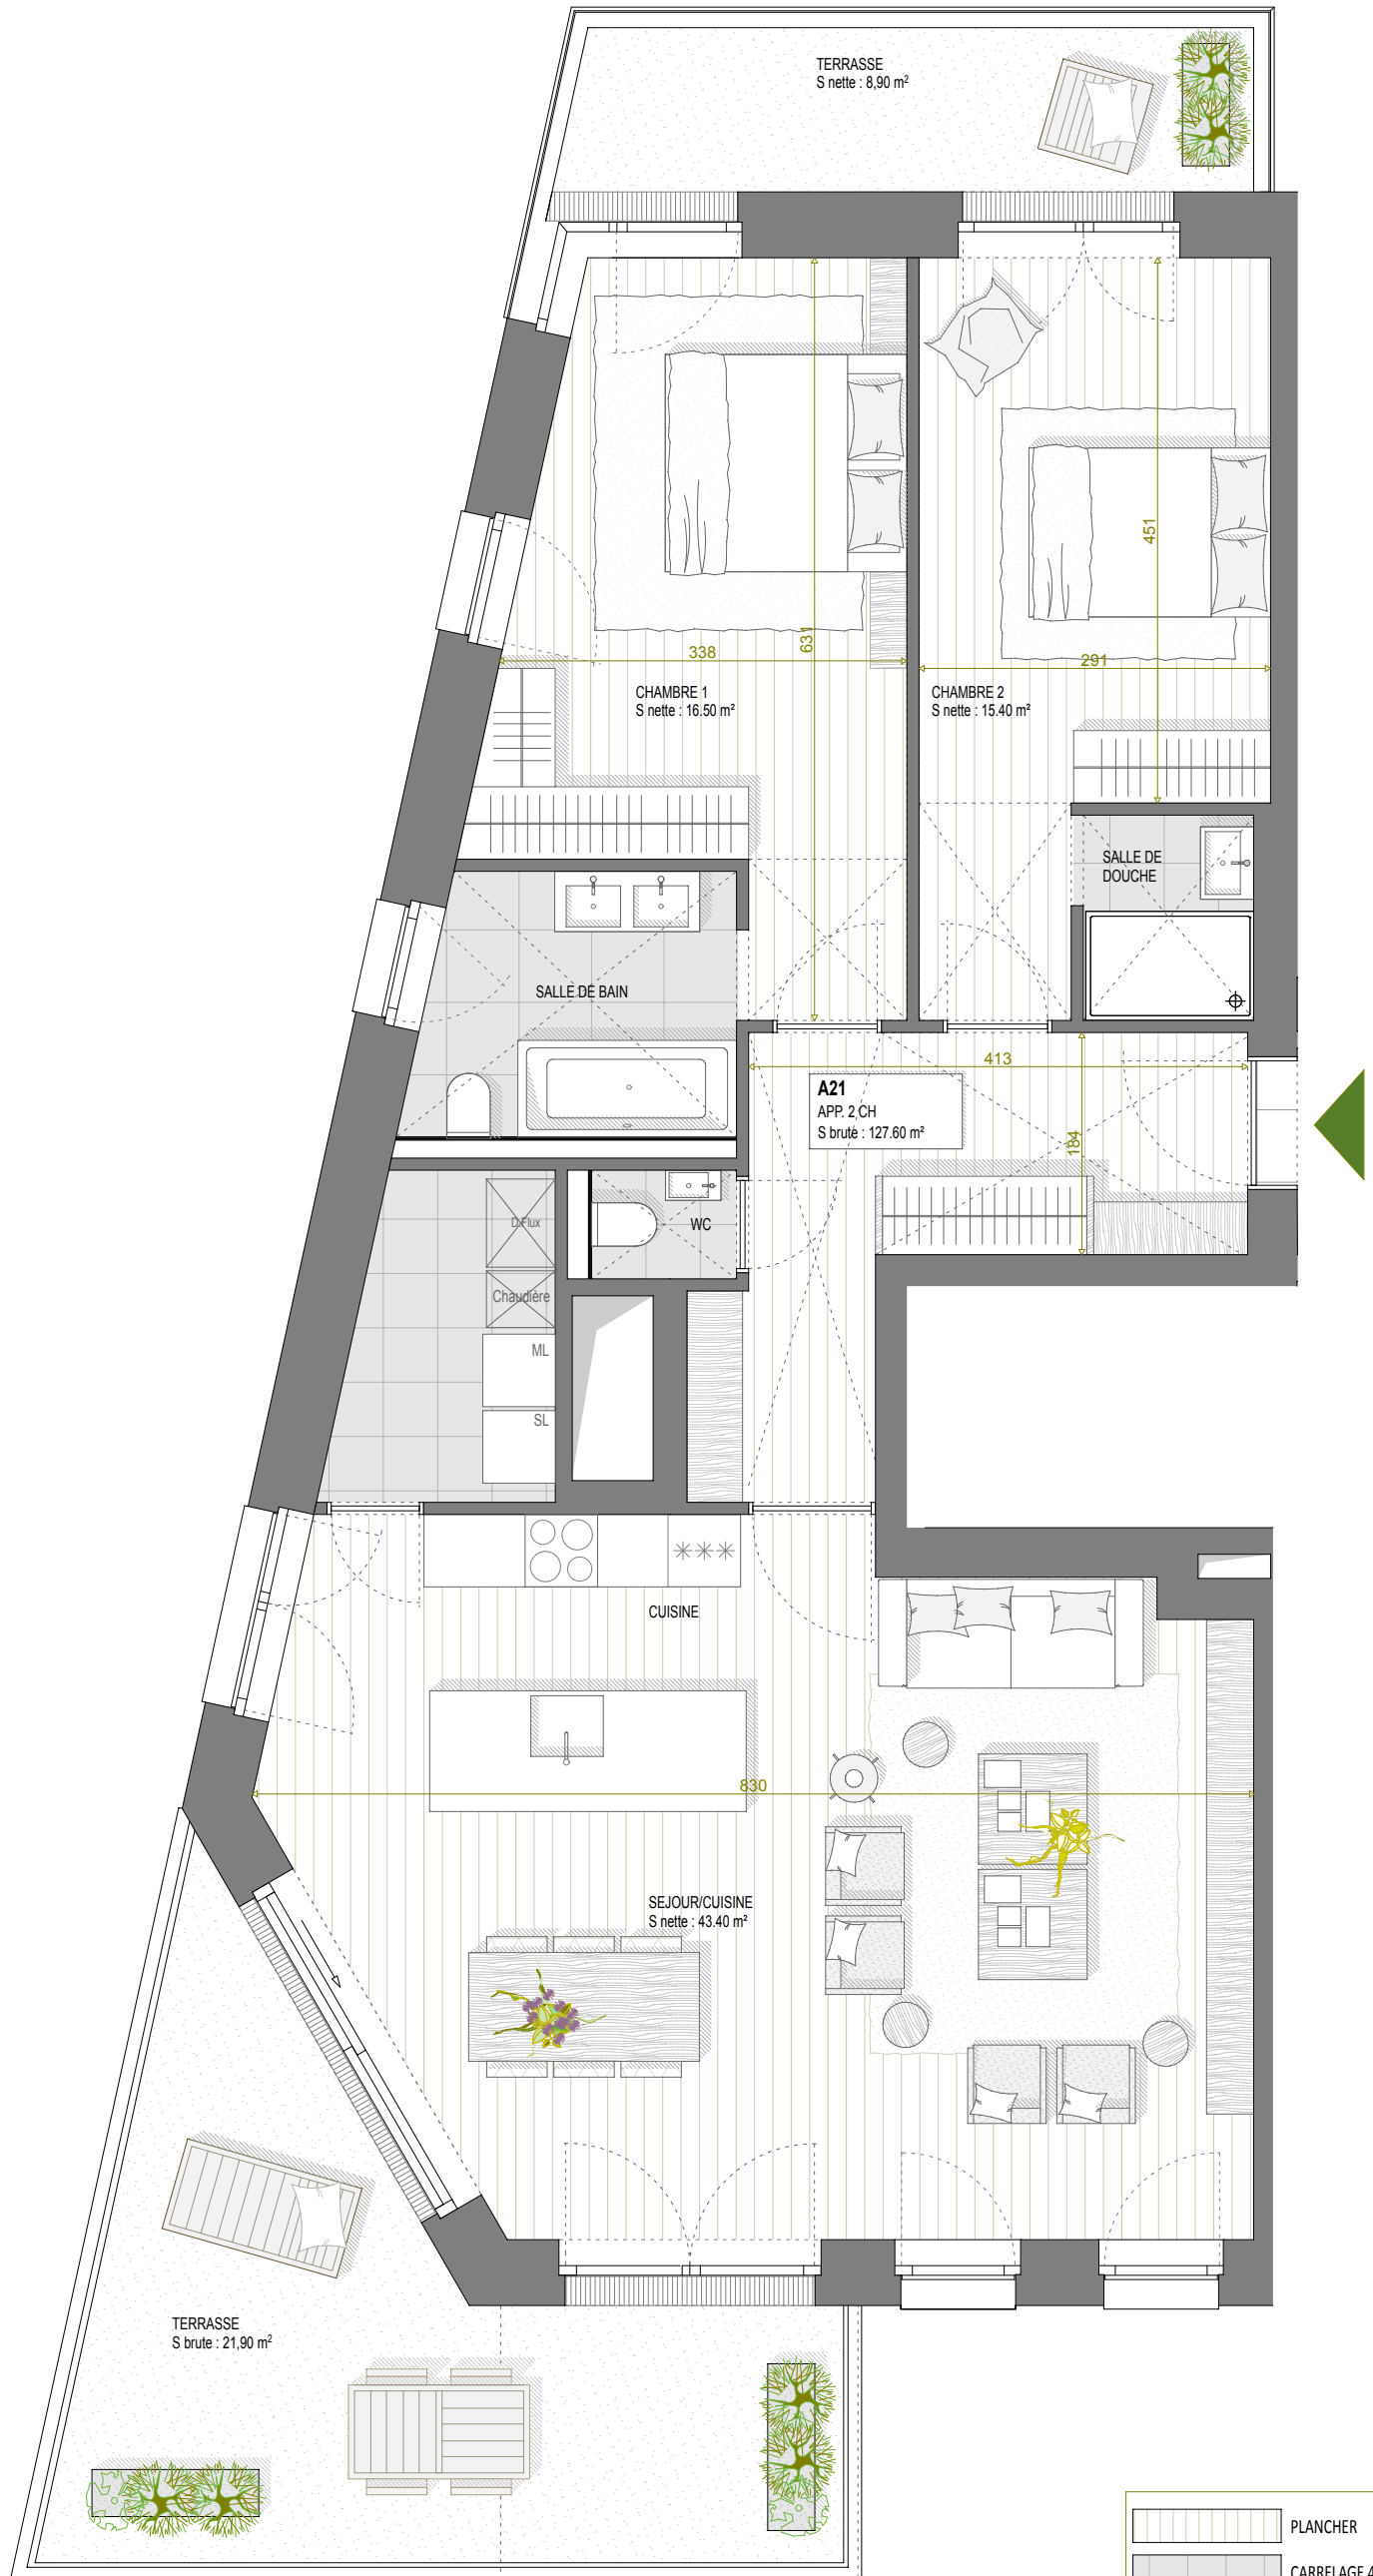 TERRASSE
S nette : 8,90 m²
631
451
338
291
CHAMBRE 1
S nette : 16.50 m²
CHAMBRE 2
S nette : 15.40 m²
SALLE DE
DOUCHE
SALLE DE BAIN
413
A21
APP. 2 CH
S brute : 127.60 m²
184
D.Flux
WC
Chaudière
ML
SL
CUISINE
830
SEJOUR/CUISINE
S nette : 43.40 m²
TERRASSE
S brute : 21,90 m²
PLANCHER
CARRELAGE 4